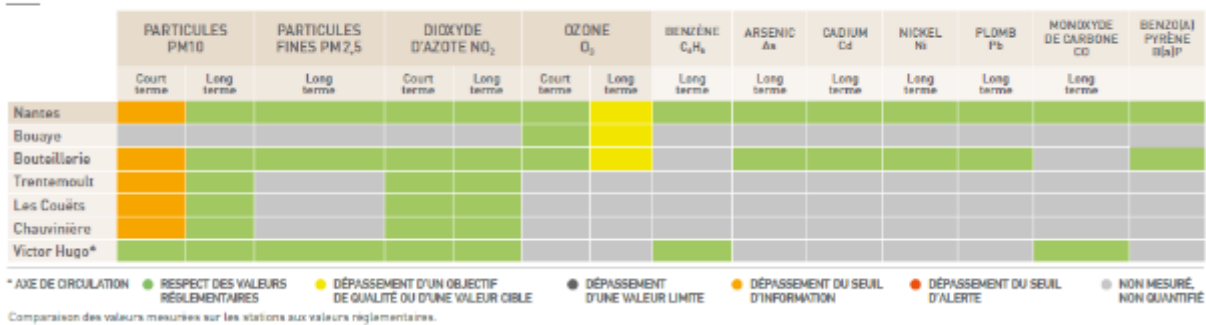 PARTICULES PM10
PARTICULES FINES PM2,5
DIOXYDE D'AZOTE NO₂
OZONE O₃
BENZÈNE C₆H₆
ARSENIC As
CADIUM Cd
NICKEL Ni
PLOMB Pb
MONOXYDE DE CARBONE CO
BENZO[A] PYRÈNE B[a]P
Court terme Long terme Long terme Court terme Long terme Court terme Long terme Long terme Long terme Long terme Long terme Long terme Long terme
Nantes
Bouaye
Bouteillerie
Trentemoult
Les Couëts
Chauvinière
Victor Hugo*
* AXE DE CIRCULATION
RESPECT DES VALEURS
RÉGLEMENTAIRES
DÉPASSEMENT D'UN OBJECTIF
DE QUALITÉ OU D'UNE VALEUR CIBLE
DÉPASSEMENT
D'UNE VALEUR LIMITE
DÉPASSEMENT DU SEUIL
D'INFORMATION
DÉPASSEMENT DU SEUIL
D'ALERTE
NON MESURÉ,
NON QUANTIFIÉ
Comparaison des valeurs mesurées sur les stations aux valeurs réglementaires.